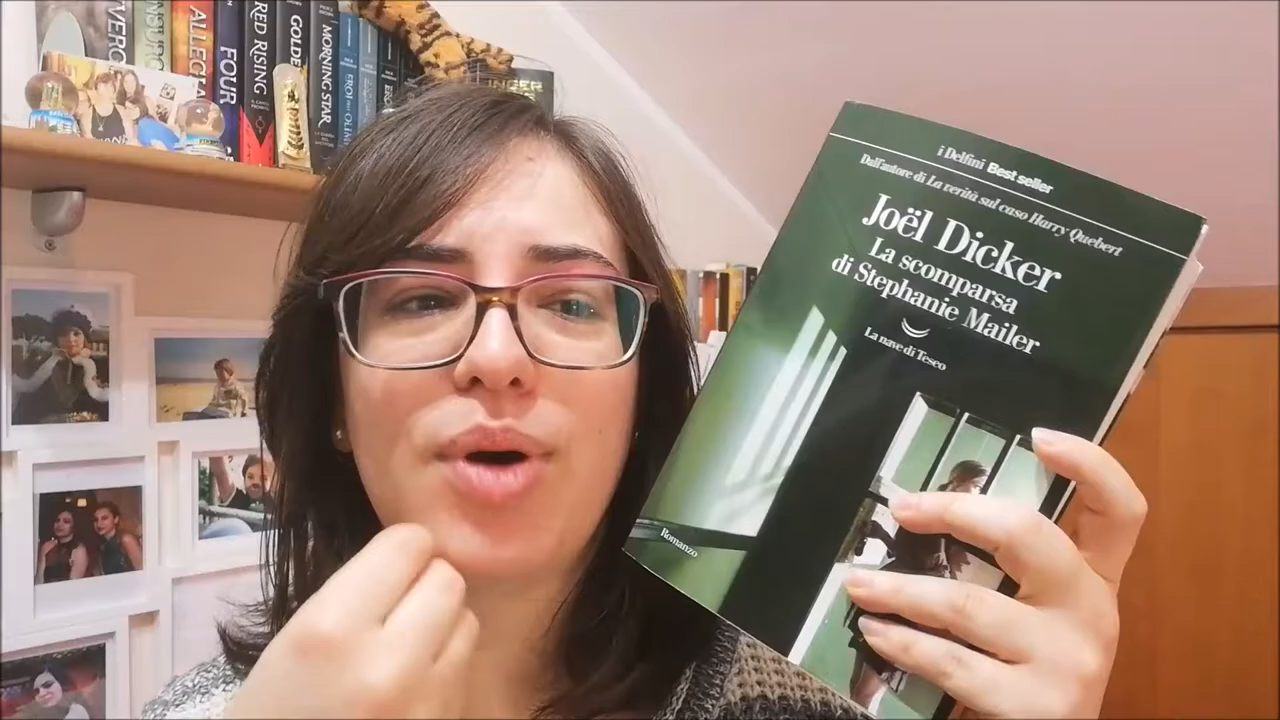 ALLEGIA
FOUR
RED RISING
GOLDE
MORNING STAR
i Delfini Best seller
Dall'autore di La verità sul caso Harry Quebert
Joël Dicker
La scomparsa
di Stephanie Mailer
La nave di Teseo
Romanzo